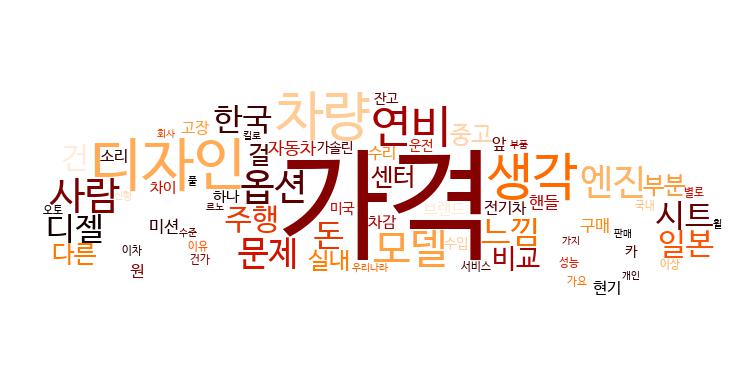 잔고
차량
한국
연비
고장
회사
킬로
중고
앞
부품
디자인
건
소리
걸
자동차
가솔린
수리
운전
가격
생각
엔진
부분
별로
사람
차이
풀
하나
옵션
센터
브랜드
전기차
핸들
국내
시트
휠
오토
르노
디젤
미션
수준
주행
미국
차감
돈
느낌
구매
판매
일본
다른
이차
이유
건가
문제
실내
우리나라
모델
수입
서비스
비교
가지
성능
카
이상
원
가요
개인
현기